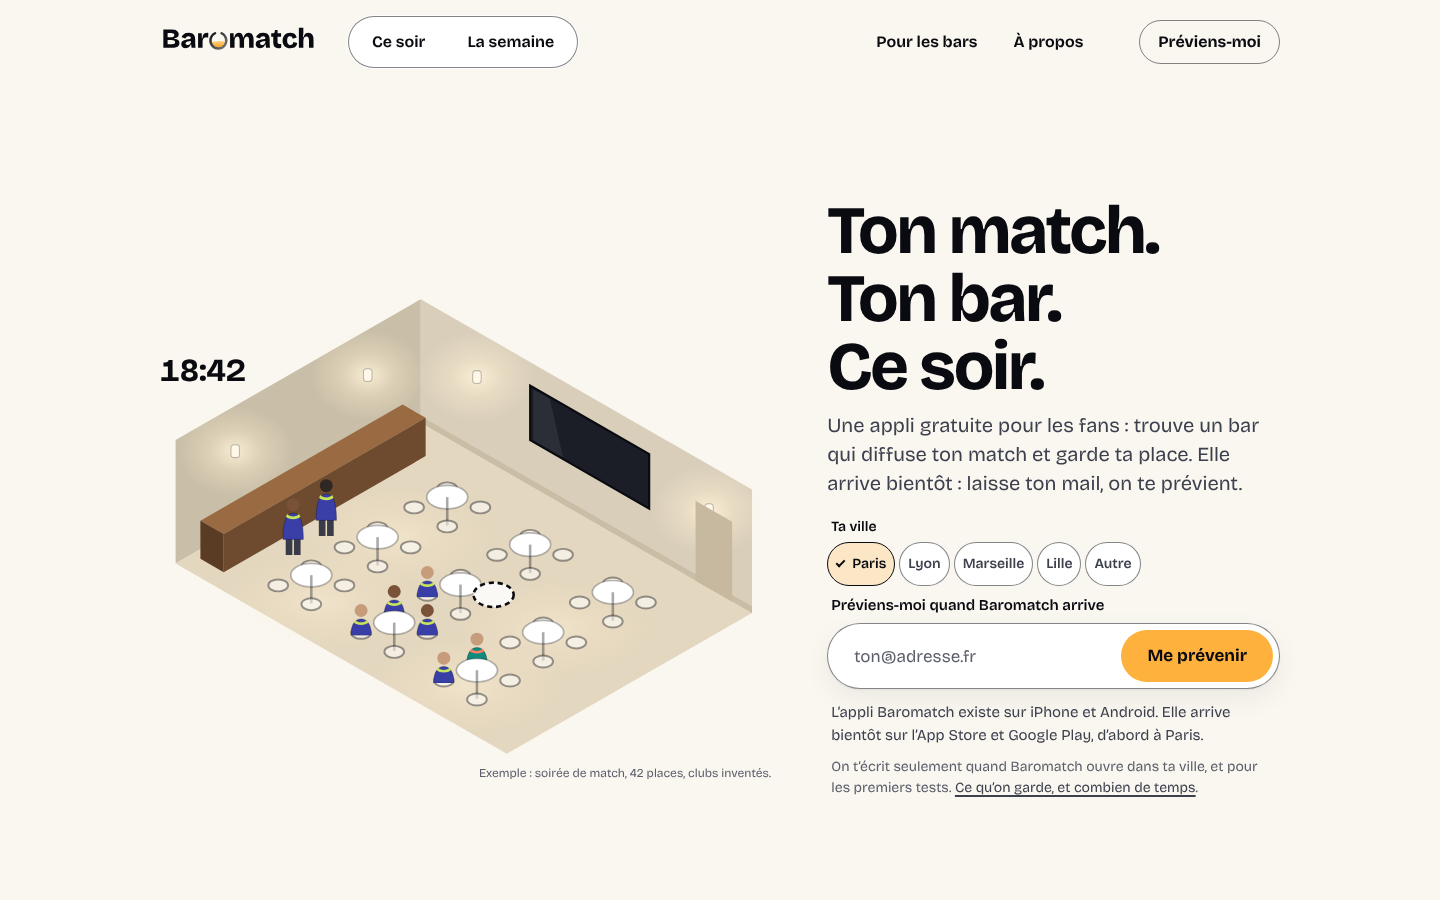 Baromatch
Ce soir
La semaine
Pour les bars
À propos
Préviens-moi
Ton match.
Ton bar.
Ce soir.
18:42
Une appli gratuite pour les fans : trouve un bar
qui diffuse ton match et garde ta place. Elle
arrive bientôt : laisse ton mail, on te prévient.
Ta ville
Paris
Lyon
Marseille
Lille
Autre
Préviens-moi quand Baromatch arrive
ton@adresse.fr
Me prévenir
L’appli Baromatch existe sur iPhone et Android. Elle arrive
bientôt sur l’App Store et Google Play, d’abord à Paris.
On t’écrit seulement quand Baromatch ouvre dans ta ville, et pour
les premiers tests. Ce qu’on garde, et combien de temps.
Exemple : soirée de match, 42 places, clubs inventés.